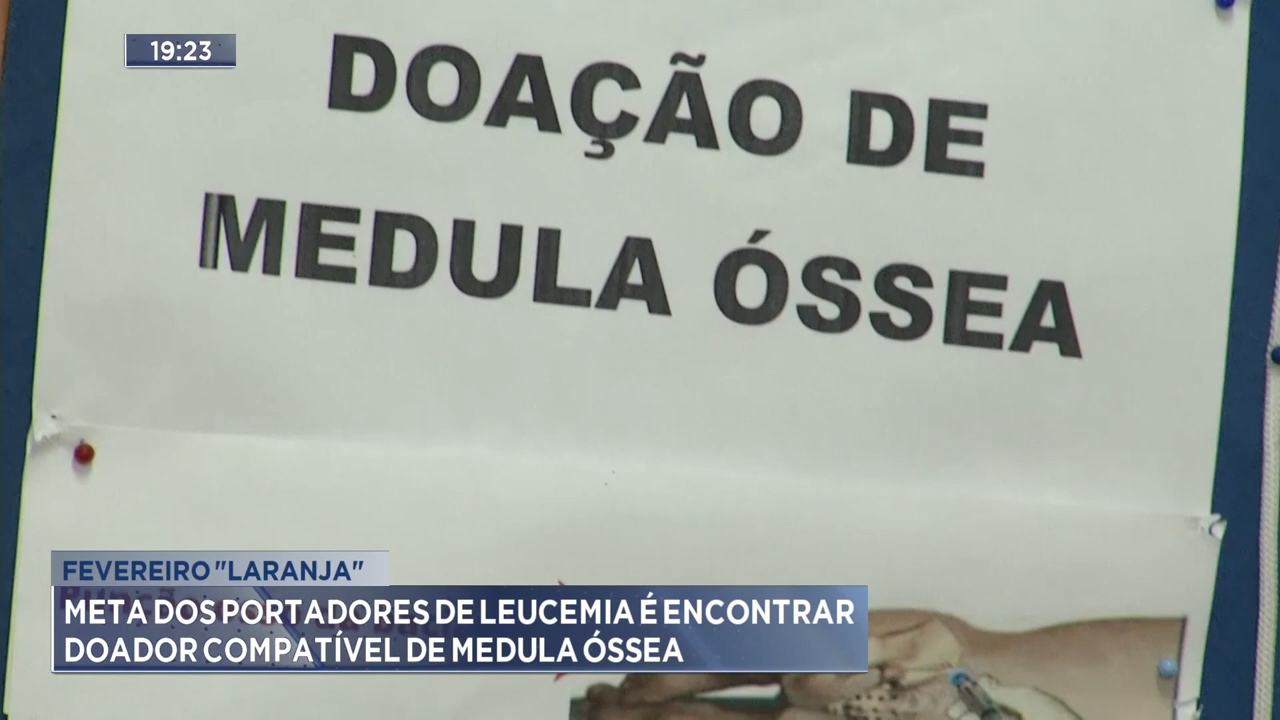 19:23
DOAÇÃO DE
MEDULA ÓSSEA
FEVEREIRO "LARANJA"
META DOS PORTADORES DE LEUCEMIA É ENCONTRAR
DOADOR COMPATÍVEL DE MEDULA ÓSSEA